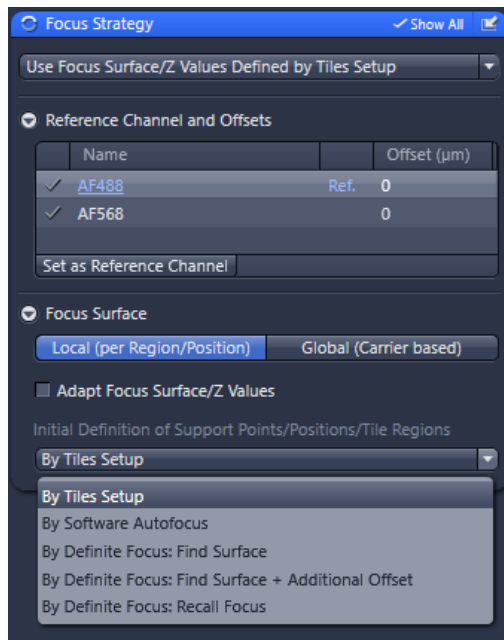 Focus Strategy Show All
Use Focus Surface/Z Values Defined by Tiles Setup
Reference Channel and Offsets
Name Offset (µm)
AF488 Ref. 0
AF568 0
Set as Reference Channel
Focus Surface
Local (per Region/Position) Global (Carrier based)
Adapt Focus Surface/Z Values
Initial Definition of Support Points/Positions/Tile Regions
By Tiles Setup
By Tiles Setup
By Software Autofocus
By Definite Focus: Find Surface
By Definite Focus: Find Surface + Additional Offset
By Definite Focus: Recall Focus